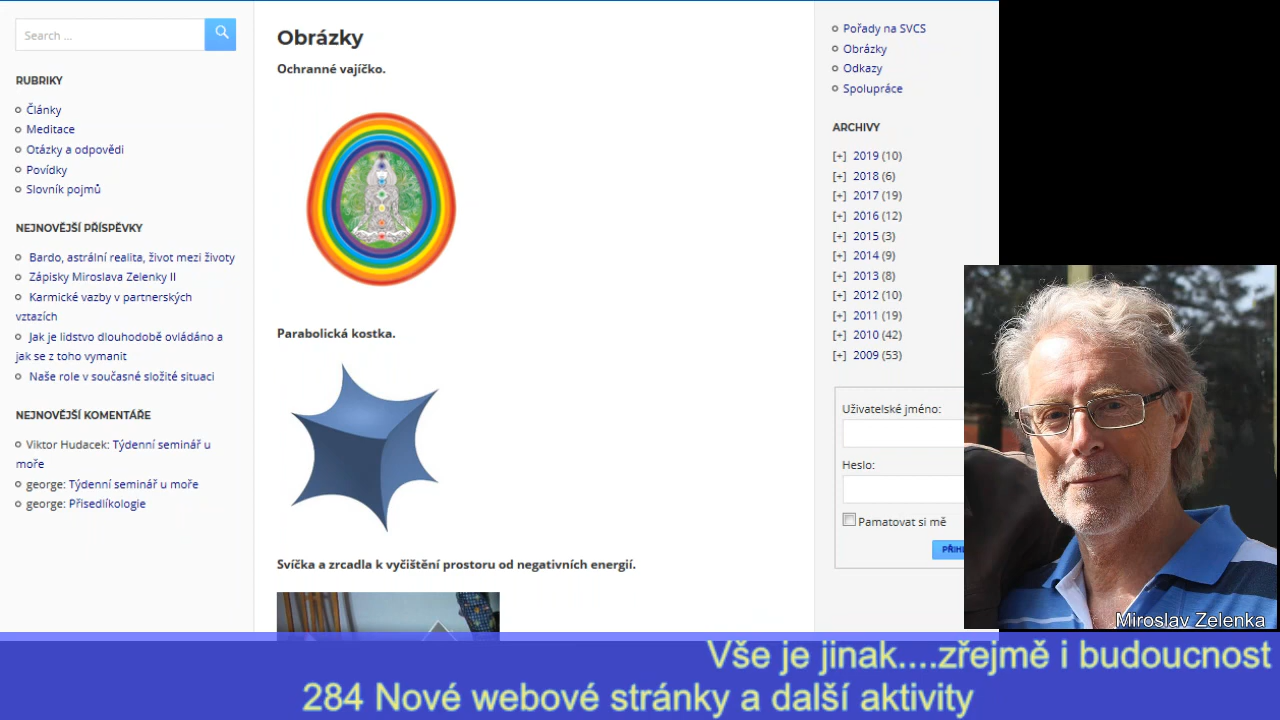 Search ...
RUBRIKY
Články
Meditace
Otázky a odpovědi
Povídky
Slovník pojmů
NEJNOVĚJŠÍ PŘÍSPĚVKY
Bardo, astrální realita, život mezi životy
Zápisky Miroslava Zelenky II
Karmické vazby v partnerských
vztazích
Jak je lidstvo dlouhodobě ovládáno a
jak se z toho vymanit
Naše role v současné složité situaci
NEJNOVĚJŠÍ KOMENTÁŘE
Viktor Hudacek: Týdenní seminář u
moře
george: Týdenní seminář u moře
george: Přisedlíkologie
Obrázky
Ochranné vajíčko.
Parabolická kostka.
Svíčka a zrcadla k vyčištění prostoru od negativních energií.
Pořady na SVCS
Obrázky
Odkazy
Spolupráce
ARCHIVY
[+] 2019 (10)
[+] 2018 (6)
[+] 2017 (19)
[+] 2016 (12)
[+] 2015 (3)
[+] 2014 (9)
[+] 2013 (8)
[+] 2012 (10)
[+] 2011 (19)
[+] 2010 (42)
[+] 2009 (53)
Uživatelské jméno:
Heslo:
Pamatovat si mě
Miroslav Zelenka
Vše je jinak....zřejmě i budoucnost
284 Nové webové stránky a další aktivity